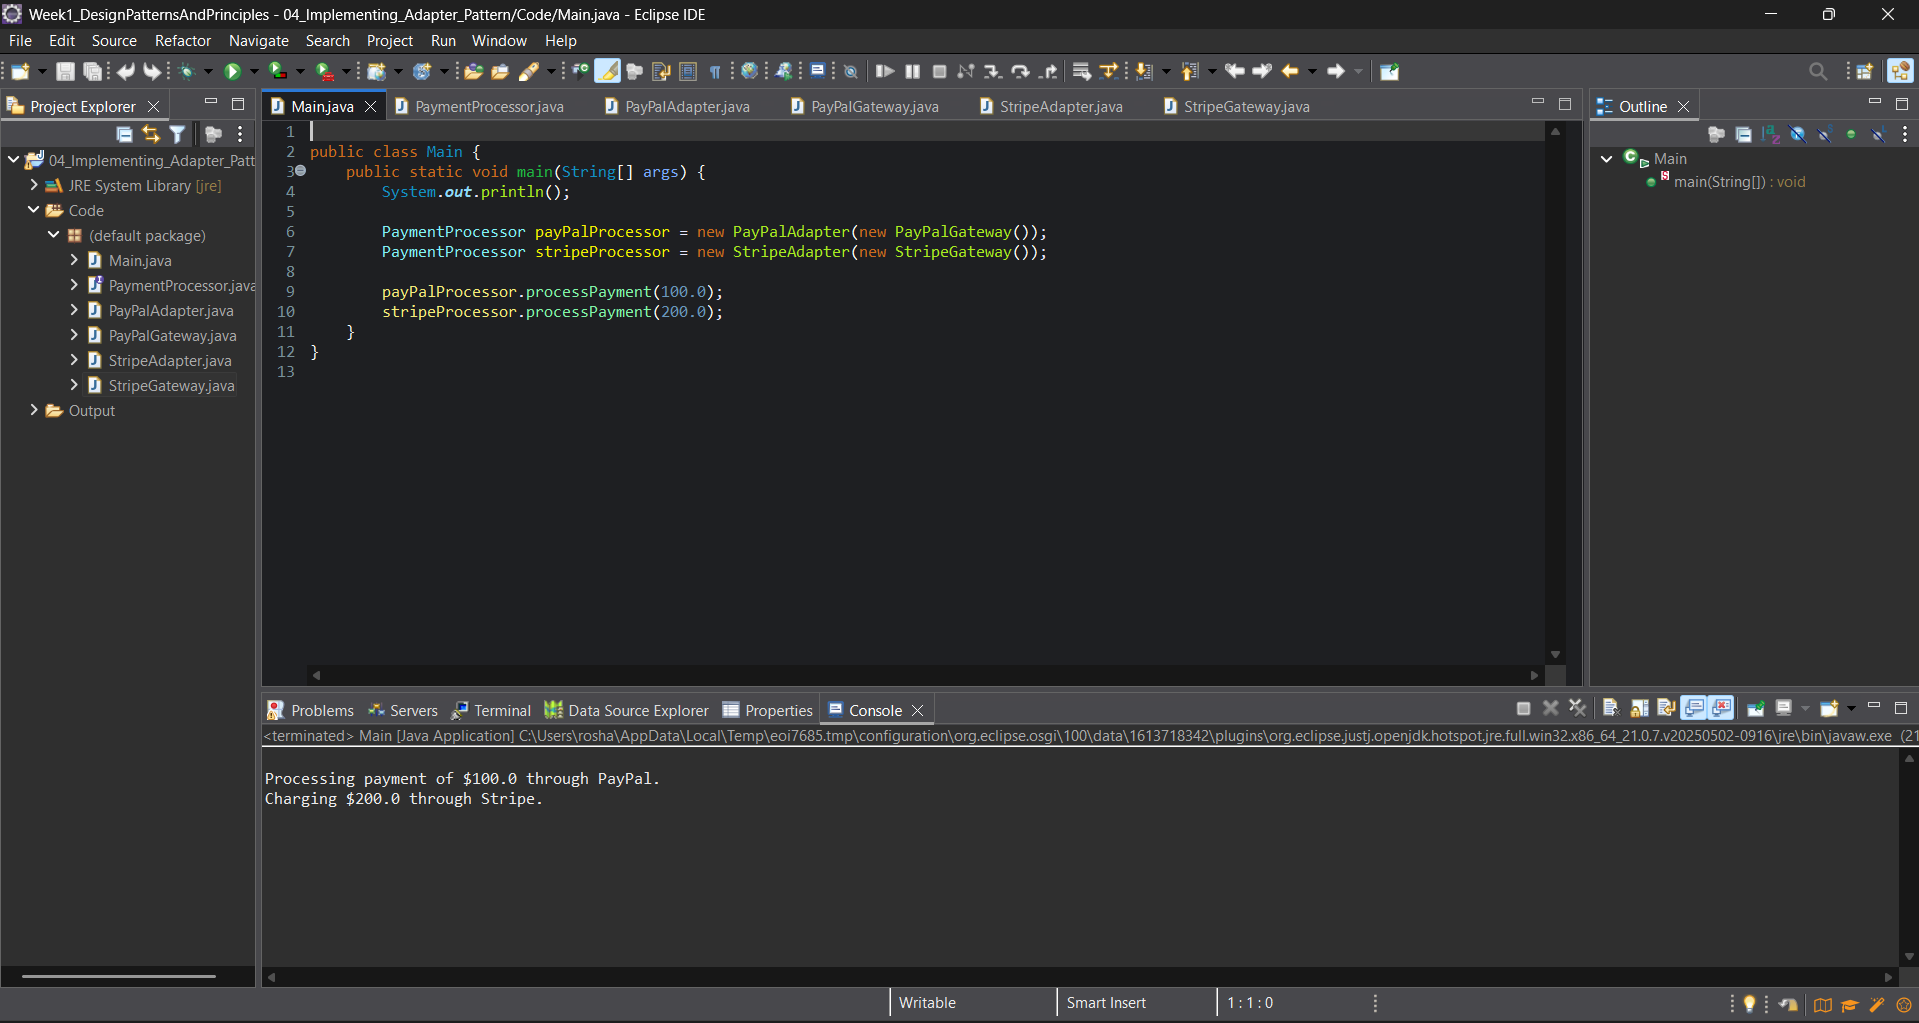 Week1_DesignPatternsAndPrinciples - 04_Implementing_Adapter_Pattern/Code/Main.java - Eclipse IDE
File Edit Source Refactor Navigate Search Project Run Window Help
Project Explorer
04_Implementing_Adapter_Patt
JRE System Library [jre]
Code
(default package)
Main.java
PaymentProcessor.java
PayPalAdapter.java
PayPalGateway.java
StripeAdapter.java
StripeGateway.java
Output
Main.java PaymentProcessor.java PayPalAdapter.java PayPalGateway.java StripeAdapter.java StripeGateway.java
1
2 public class Main {
3 public static void main(String[] args) {
4 System.out.println();
5
6 PaymentProcessor payPalProcessor = new PayPalAdapter(new PayPalGateway());
7 PaymentProcessor stripeProcessor = new StripeAdapter(new StripeGateway());
8
9 payPalProcessor.processPayment(100.0);
10 stripeProcessor.processPayment(200.0);
11 }
12 }
13
Outline
Main
main(String[]) : void
Problems Servers Terminal Data Source Explorer Properties Console
<terminated> Main [Java Application] C:\Users\rosha\AppData\Local\Temp\eoi7685.tmp\configuration\org.eclipse.osgi\100\data\1613718342\plugins\org.eclipse.justj.openjdk.hotspot.jre.full.win32.x86_64_21.0.7.v20250502-0916\jre\bin\javaw.exe (21
Processing payment of $100.0 through PayPal.
Charging $200.0 through Stripe.
Writable Smart Insert 1 : 1 : 0